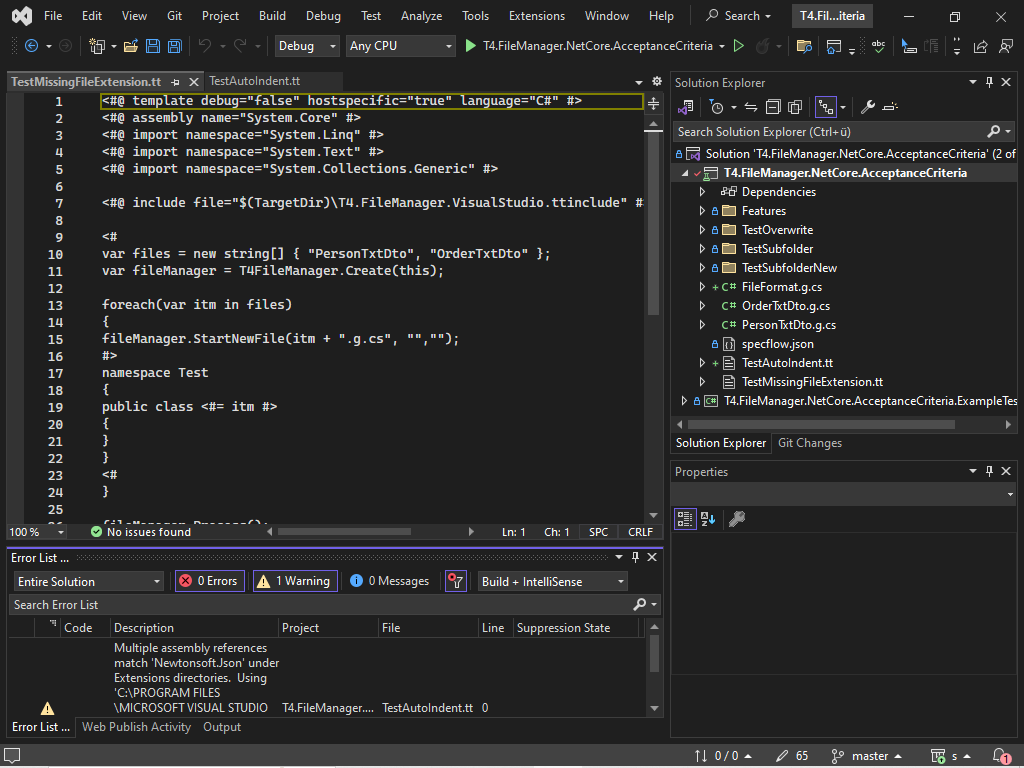 File Edit View Git Project Build Debug Test Analyze Tools Extensions Window Help Search T4.Fil...iteria
Debug Any CPU T4.FileManager.NetCore.AcceptanceCriteria
TestMissingFileExtension.tt TestAutoIndent.tt
1 <#@ template debug="false" hostspecific="true" language="C#" #>
2 <#@ assembly name="System.Core" #>
3 <#@ import namespace="System.Linq" #>
4 <#@ import namespace="System.Text" #>
5 <#@ import namespace="System.Collections.Generic" #>
6
7 <#@ include file="$(TargetDir)\T4.FileManager.VisualStudio.ttinclude" #
8
9 <#
10 var files = new string[] { "PersonTxtDto", "OrderTxtDto" };
11 var fileManager = T4FileManager.Create(this);
12
13 foreach(var itm in files)
14 {
15 fileManager.StartNewFile(itm + ".g.cs", "","");
16 #>
17 namespace Test
18 {
19 public class <#= itm #>
20 {
21 }
22 }
23 <#
24 }
25
26 fileManager.Process();
100 % No issues found Ln: 1 Ch: 1 SPC CRLF
Error List ...
Entire Solution 0 Errors 1 Warning 0 Messages Build + IntelliSense
Search Error List
Code Description Project File Line Suppression State
Multiple assembly references
match 'Newtonsoft.Json' under
Extensions directories. Using
'C:\PROGRAM FILES
\MICROSOFT VISUAL STUDIO T4.FileManager.... TestAutoIndent.tt 0
Error List ... Web Publish Activity Output
Solution Explorer
Search Solution Explorer (Ctrl+ü)
Solution 'T4.FileManager.NetCore.AcceptanceCriteria' (2 of
T4.FileManager.NetCore.AcceptanceCriteria
Dependencies
Features
TestOverwrite
TestSubfolder
TestSubfolderNew
C# FileFormat.g.cs
C# OrderTxtDto.g.cs
C# PersonTxtDto.g.cs
specflow.json
TestAutoIndent.tt
TestMissingFileExtension.tt
C# T4.FileManager.NetCore.AcceptanceCriteria.ExampleTes
Solution Explorer Git Changes
Properties
0 / 0 65 master s 1